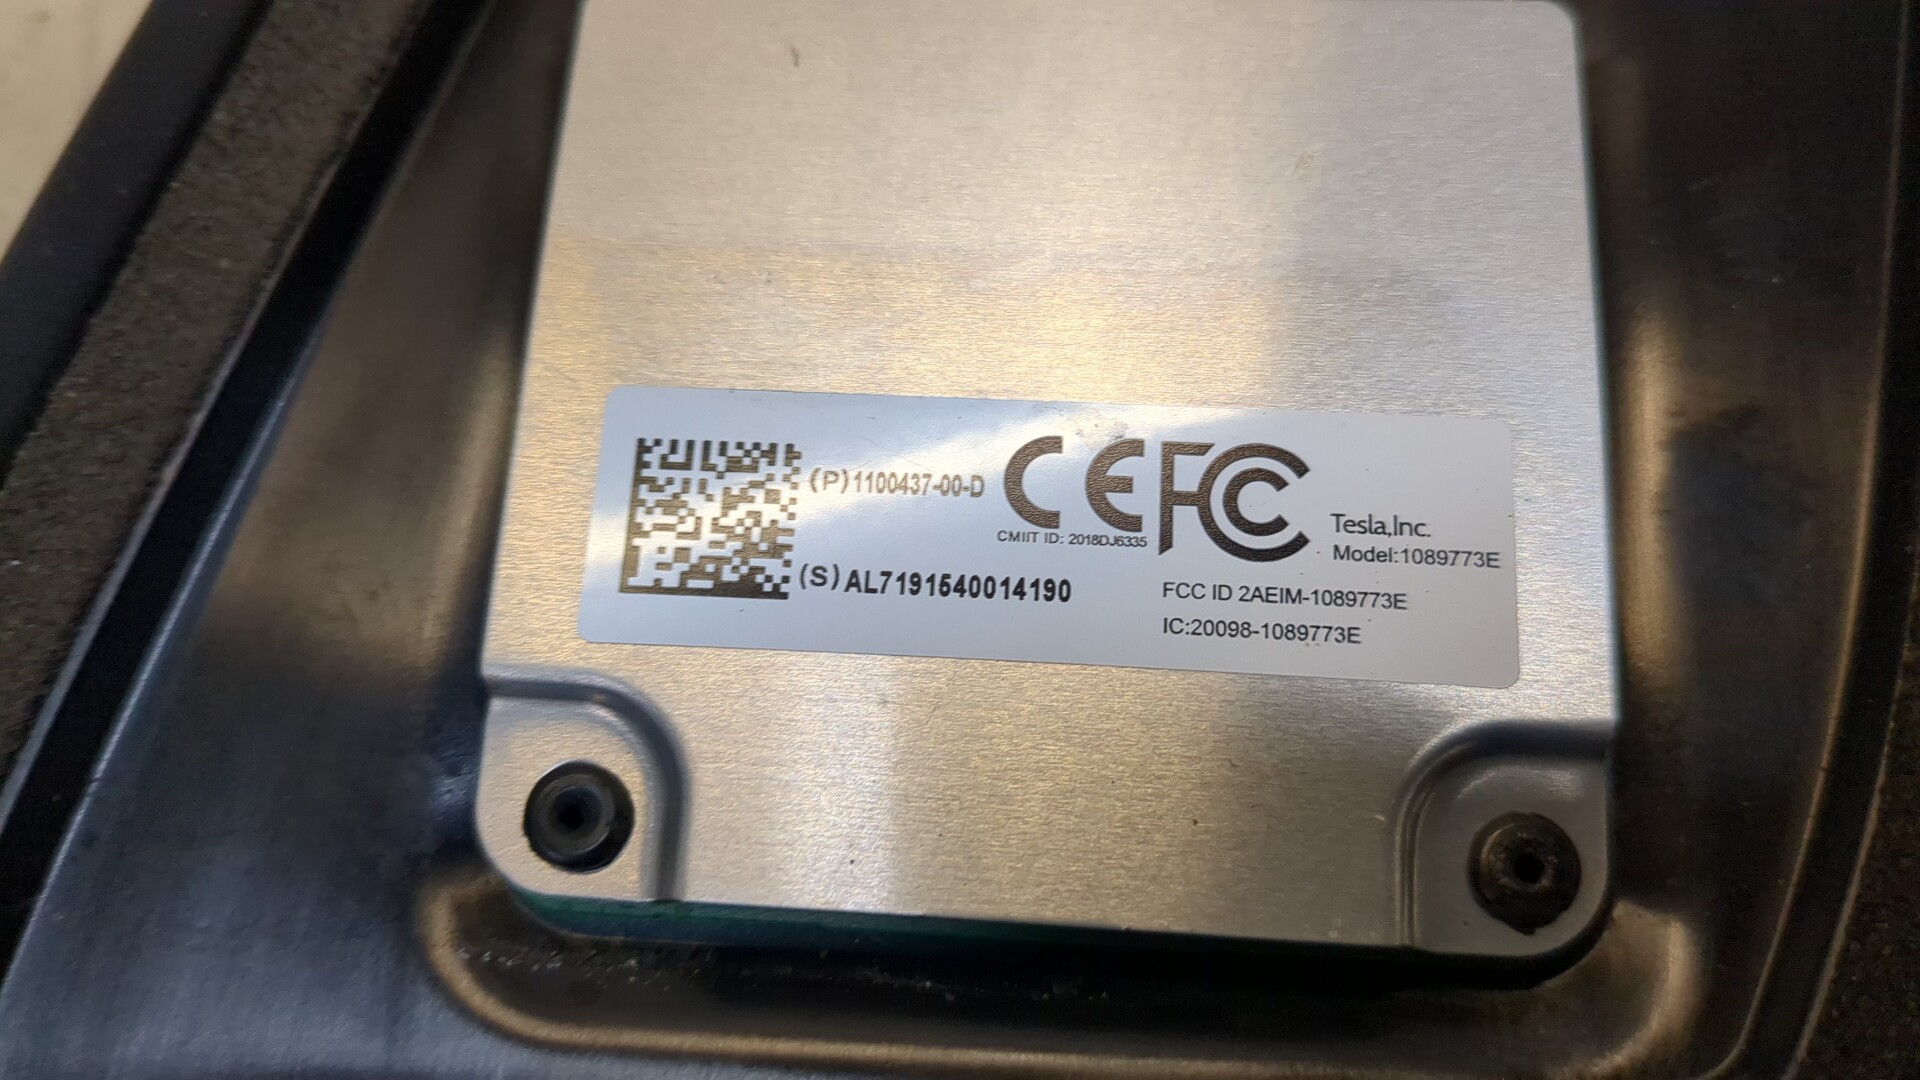 (P)1100437-00-D
CE FC
CMIIT ID: 2018DJ6335
Tesla,Inc.
Model:1089773E
(S)AL7191540014190
FCC ID 2AEIM-1089773E
IC:20098-1089773E